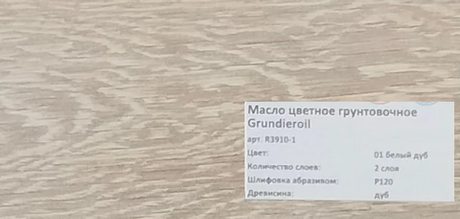 Масло цветное грунтовочное
Grundieroil
арт. R3910-1
Цвет: 01 белый дуб
Количество слоев: 2 слоя
Шлифовка абразивом: P120
Древисина: дуб